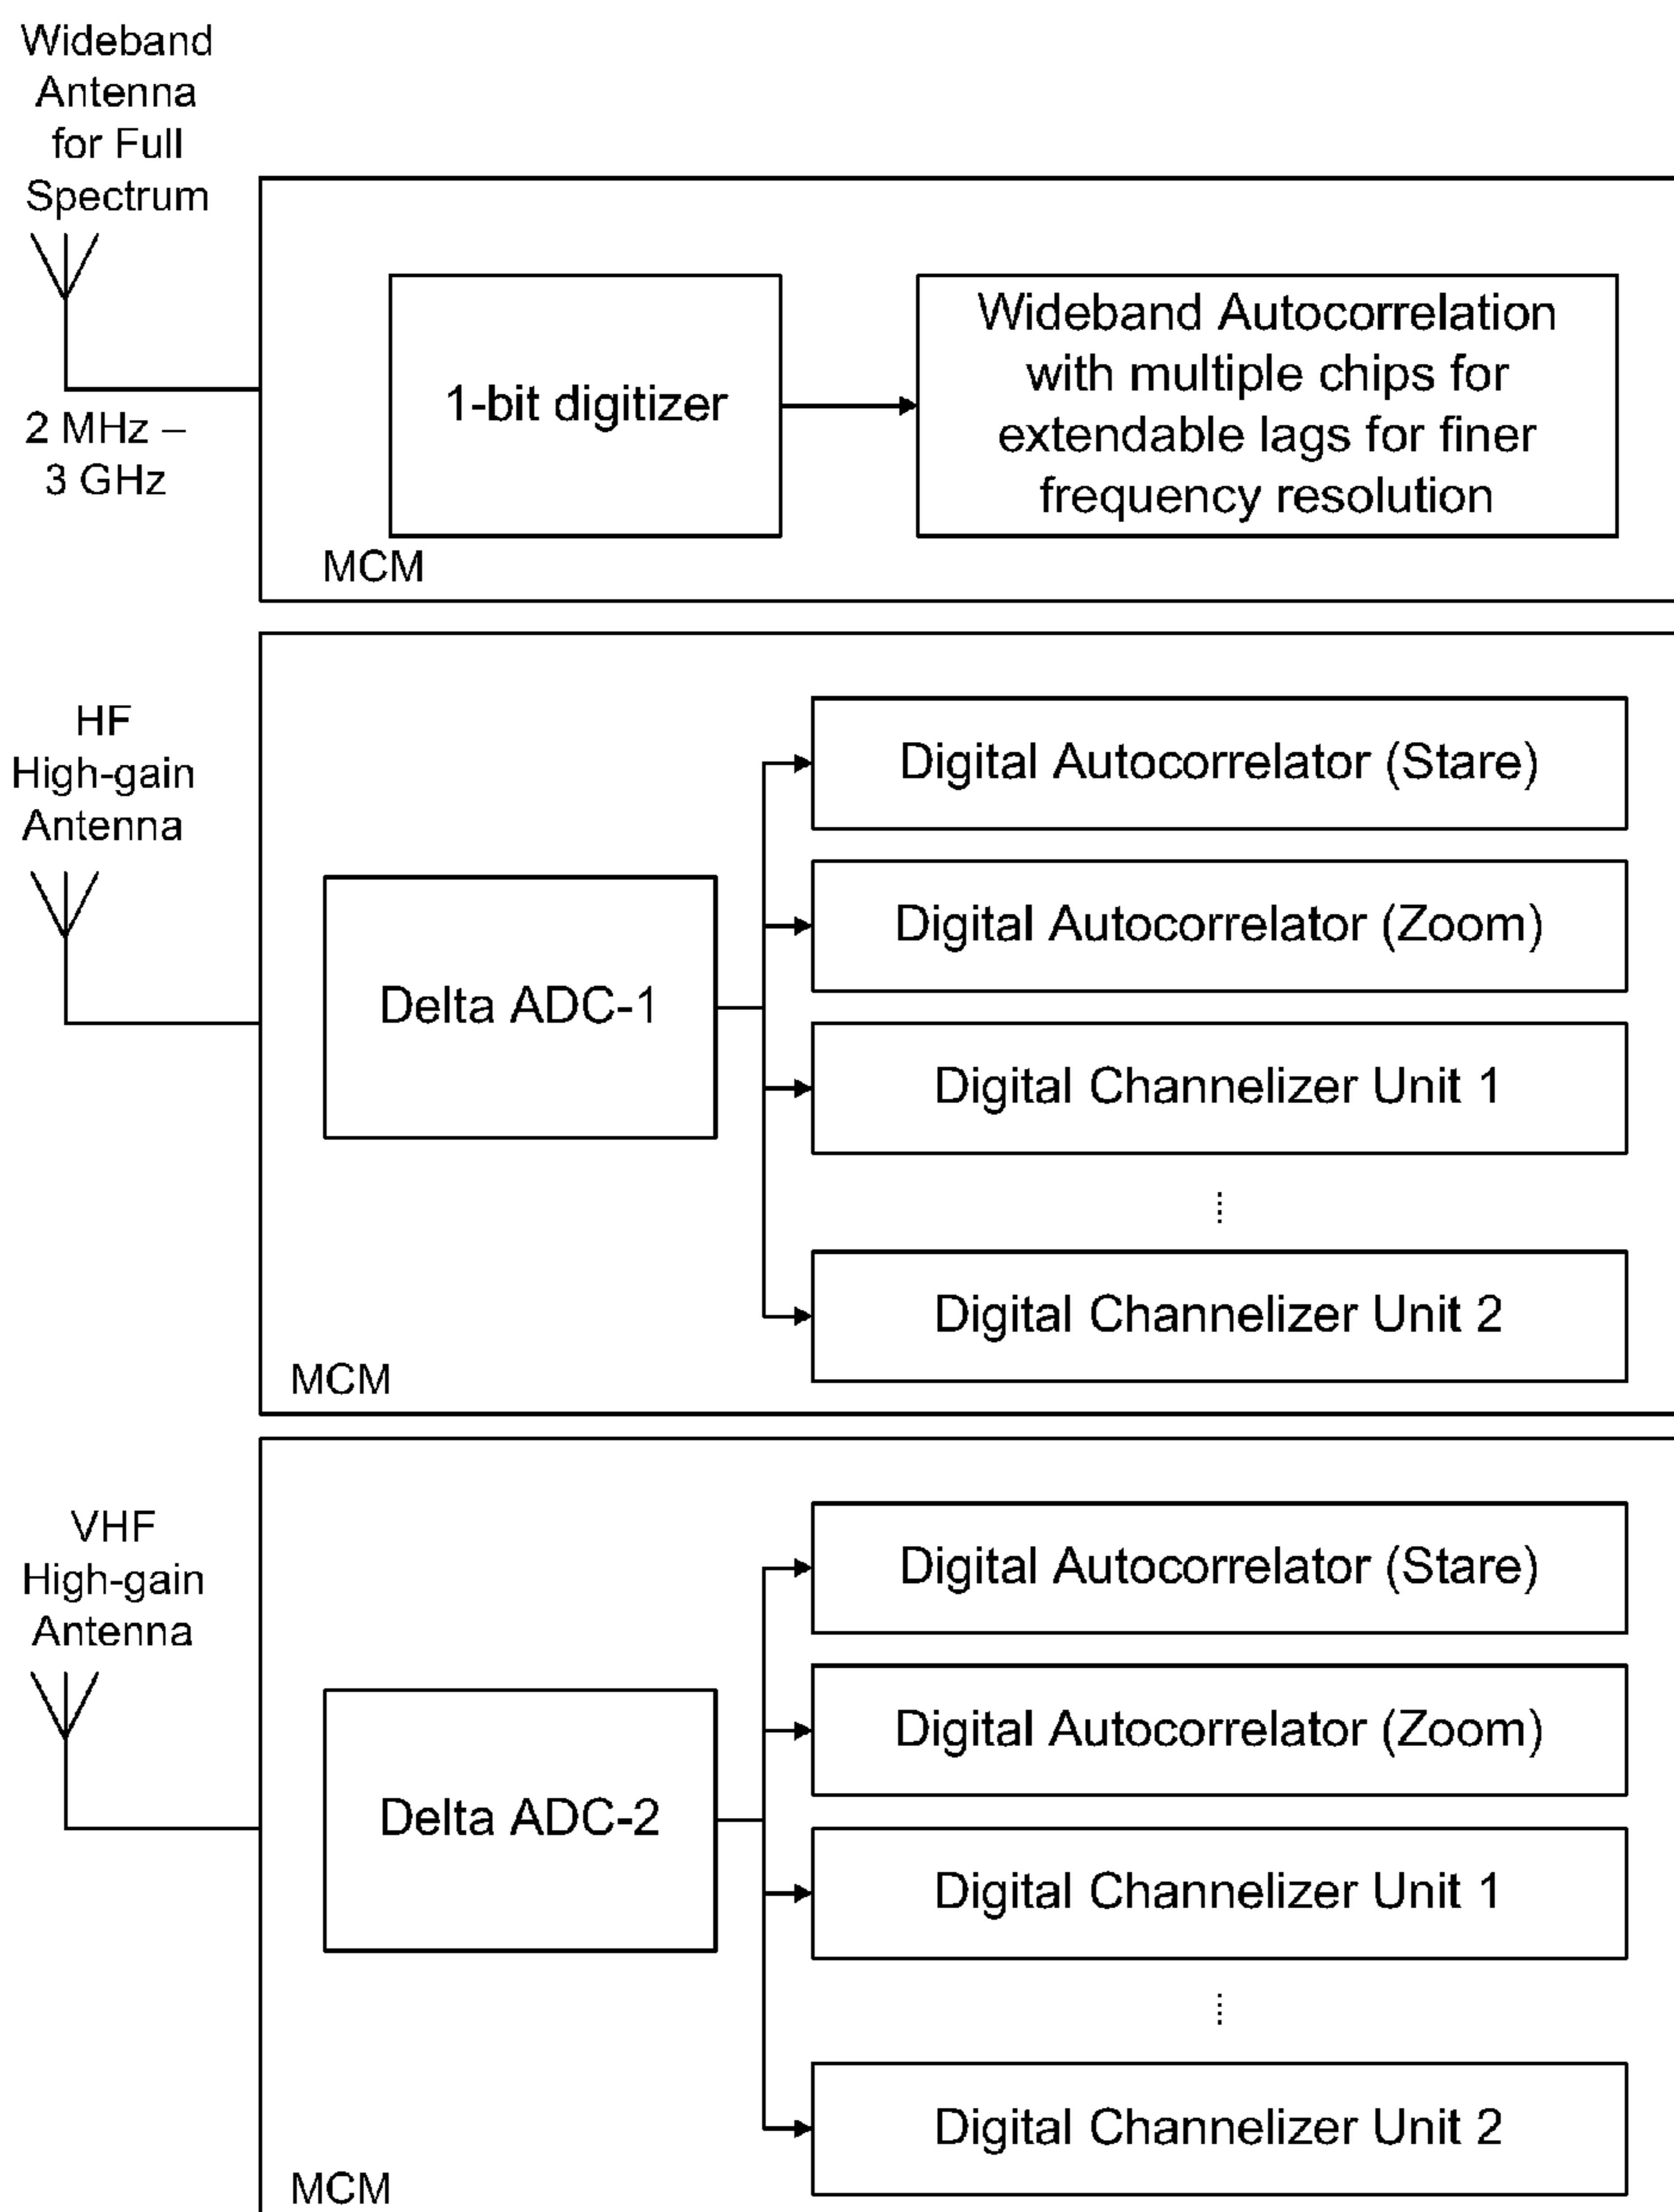 Wideband
Antenna
for Full
Spectrum
2 MHz –
3 GHz
1-bit digitizer
Wideband Autocorrelation
with multiple chips for
extendable lags for finer
frequency resolution
MCM
HF
High-gain
Antenna
Delta ADC-1
Digital Autocorrelator (Stare)
Digital Autocorrelator (Zoom)
Digital Channelizer Unit 1
Digital Channelizer Unit 2
MCM
VHF
High-gain
Antenna
Delta ADC-2
Digital Autocorrelator (Stare)
Digital Autocorrelator (Zoom)
Digital Channelizer Unit 1
Digital Channelizer Unit 2
MCM